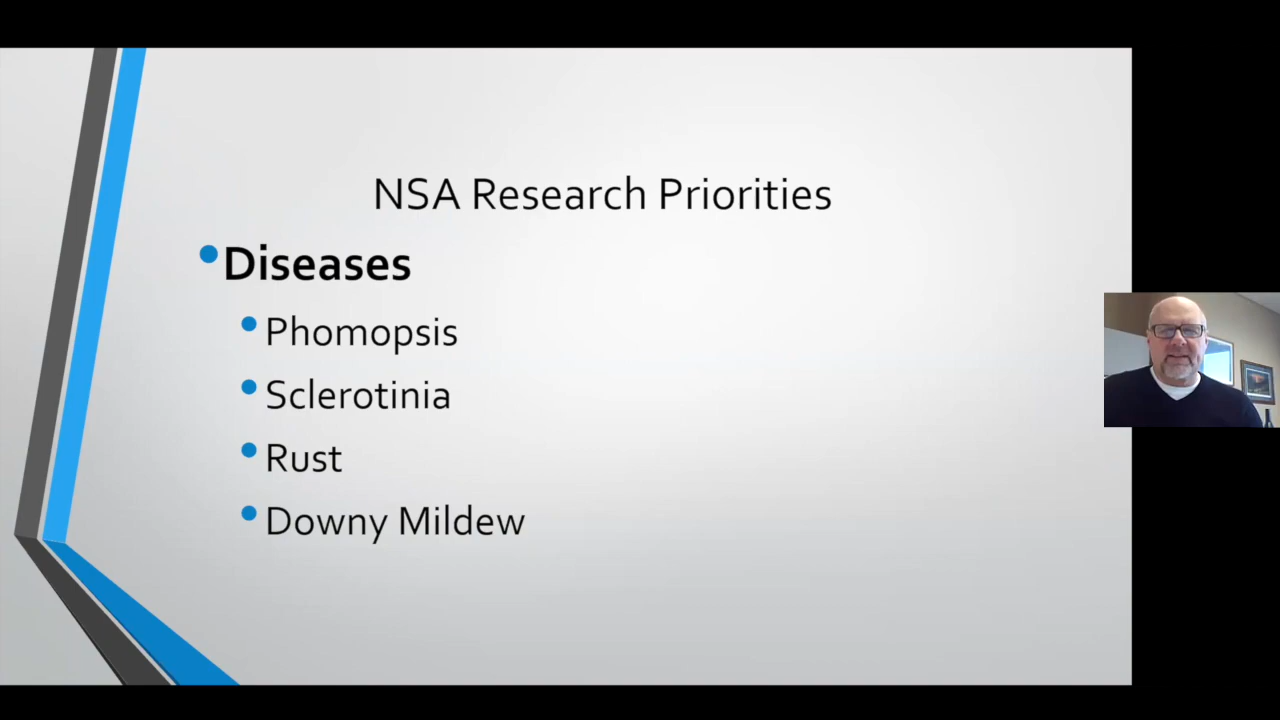 NSA Research Priorities
Diseases
Phomopsis
Sclerotinia
Rust
Downy Mildew